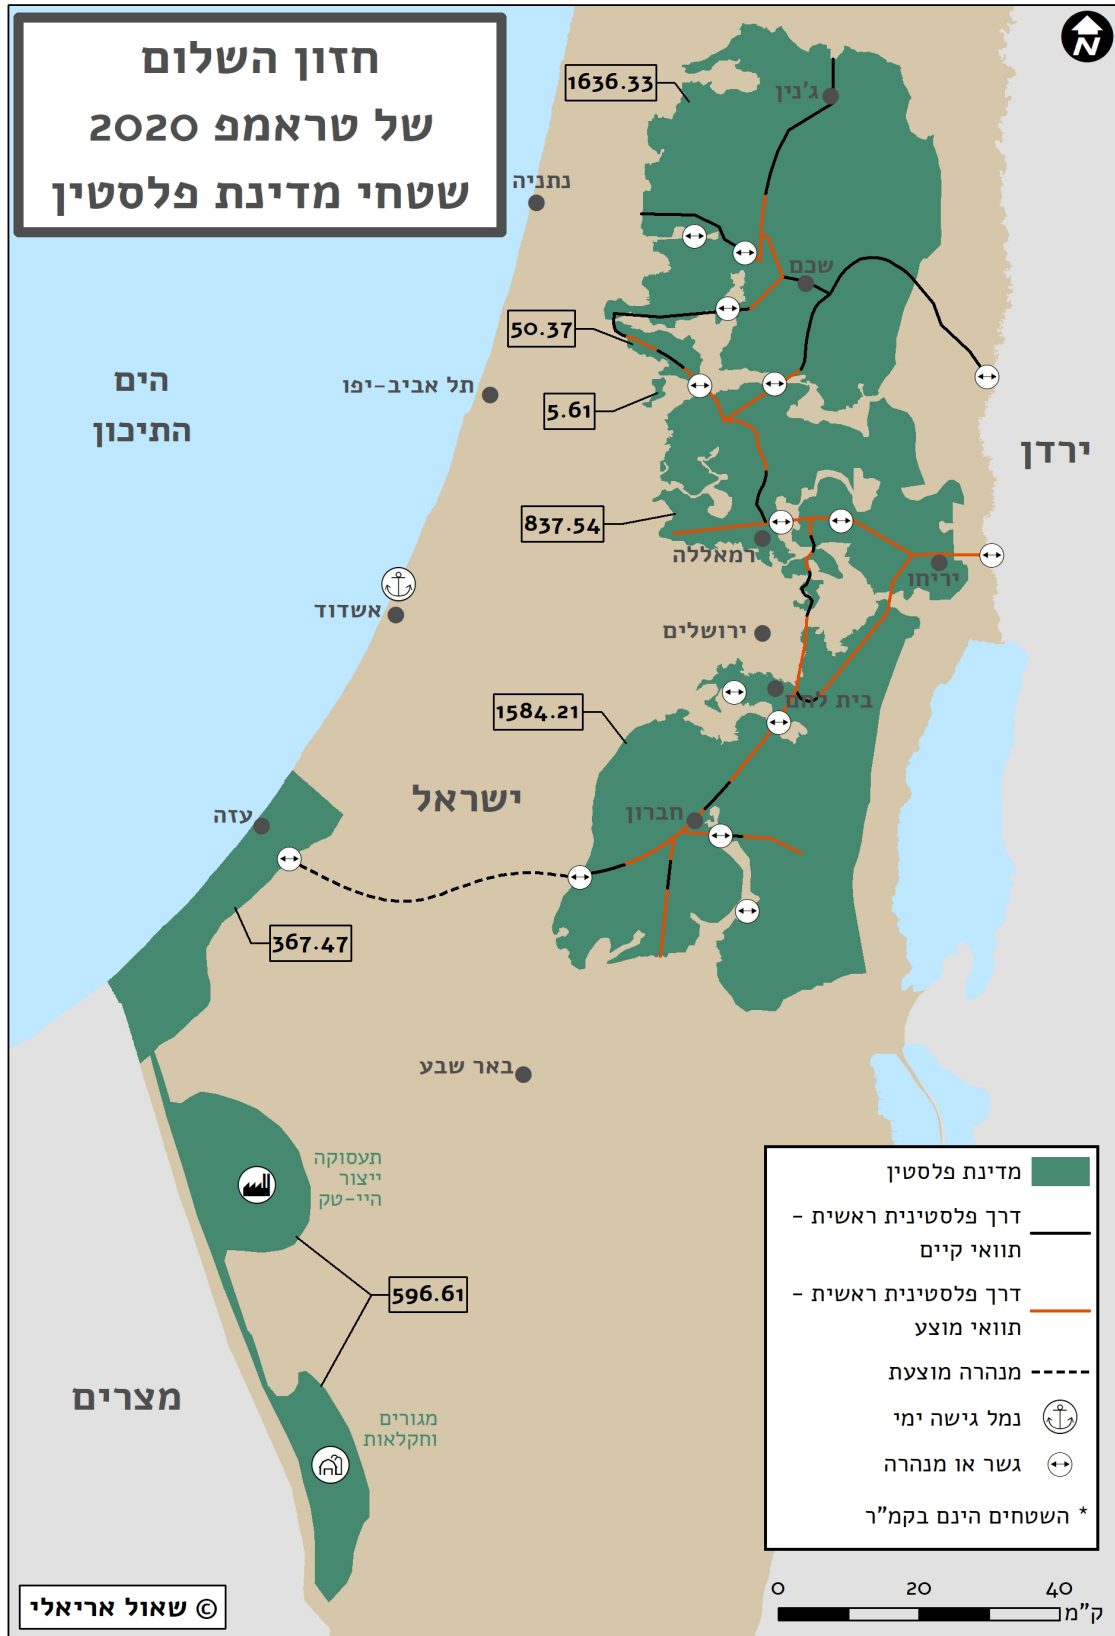 חזון השלום
של טראמפ 2020
שטחי מדינת פלסטין
N
1636.33
ג'נין
נתניה
שכם
50.37
הים
התיכון
תל אביב-יפו
5.61
ירדן
837.54
רמאללה
יריחו
אשדוד
ירושלים
בית לחם
1584.21
ישראל
חברון
עזה
367.47
באר שבע
תעסוקה
ייצור
היי-טק
596.61
מצרים
מגורים
וחקלאות
מדינת פלסטין
דרך פלסטינית ראשית -
תוואי קיים
דרך פלסטינית ראשית -
תוואי מוצע
מנהרה מוצעת
נמל גישה ימי
גשר או מנהרה
* השטחים הינם בקמ"ר
0 20 40
ק"מ
© שאול אריאלי